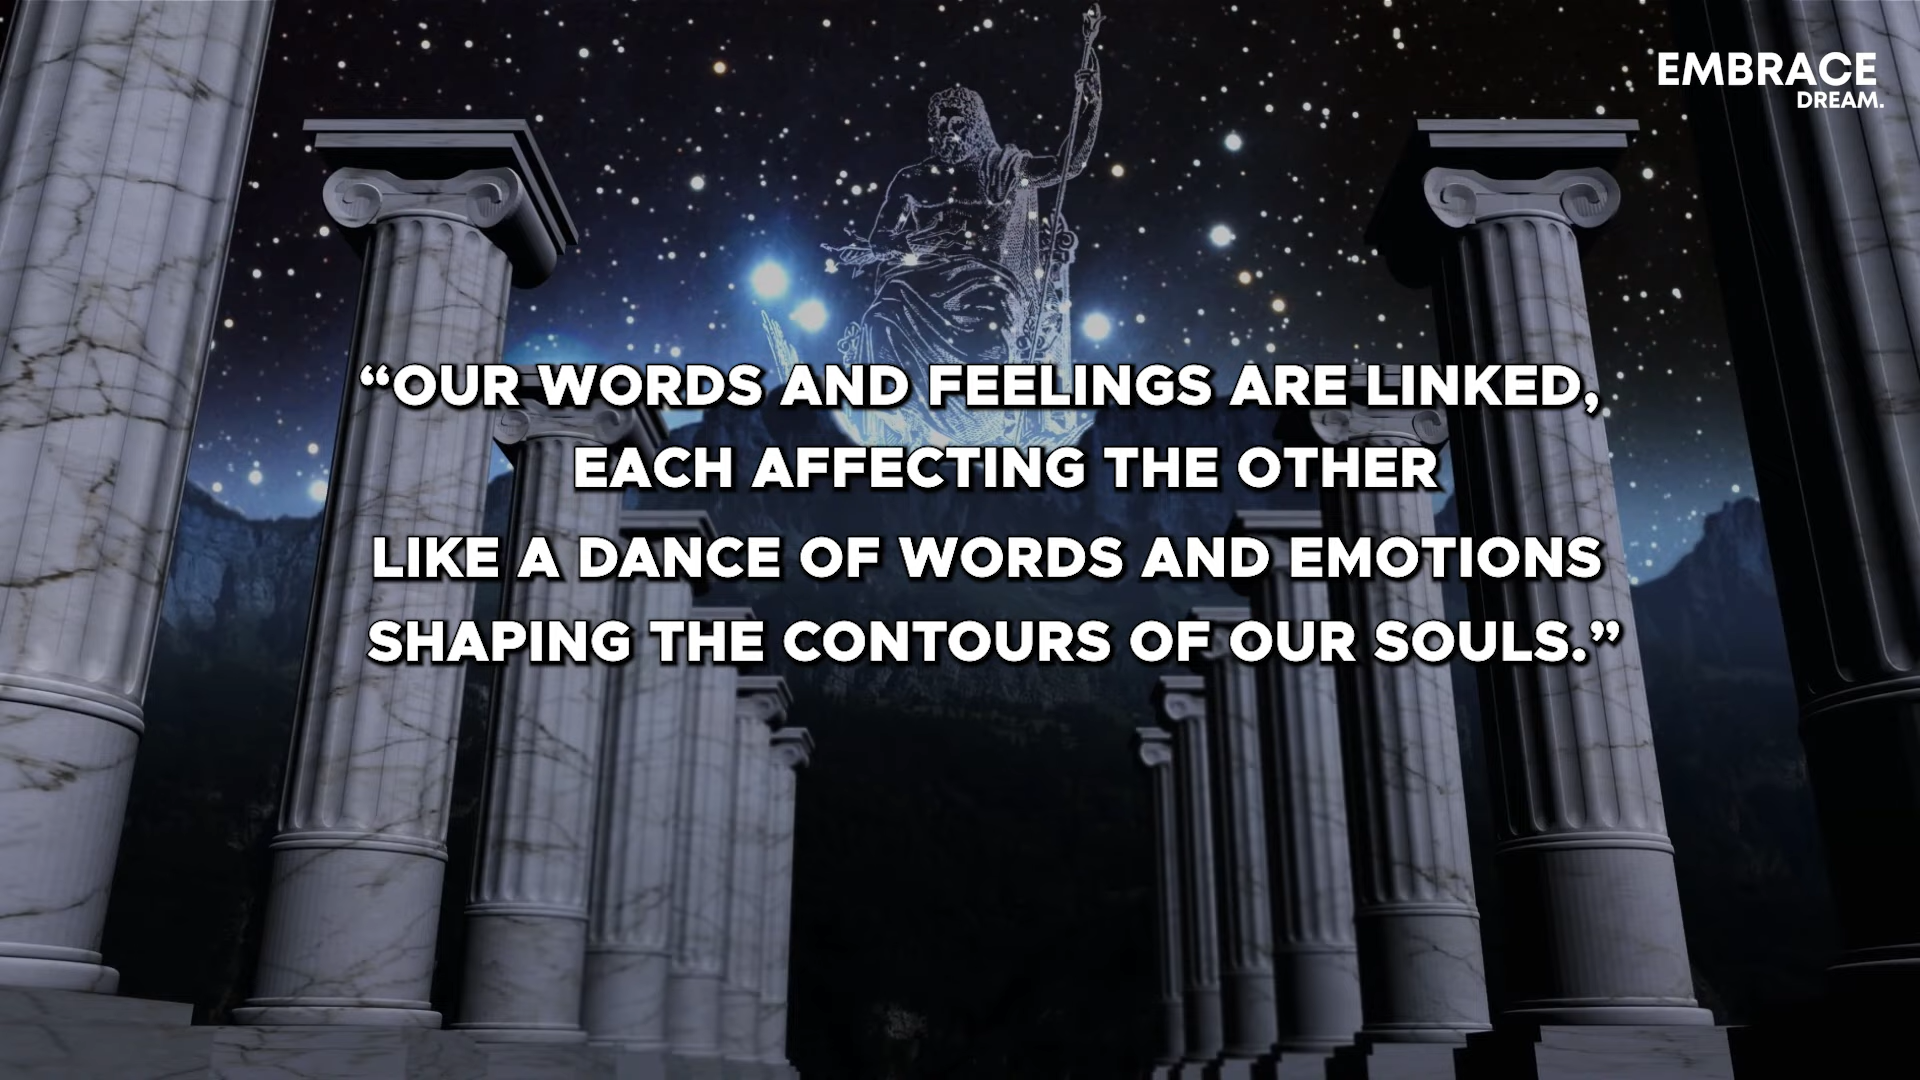 EMBRACE
DREAM.
“OUR WORDS AND FEELINGS ARE LINKED,
EACH AFFECTING THE OTHER
LIKE A DANCE OF WORDS AND EMOTIONS
SHAPING THE CONTOURS OF OUR SOULS.”